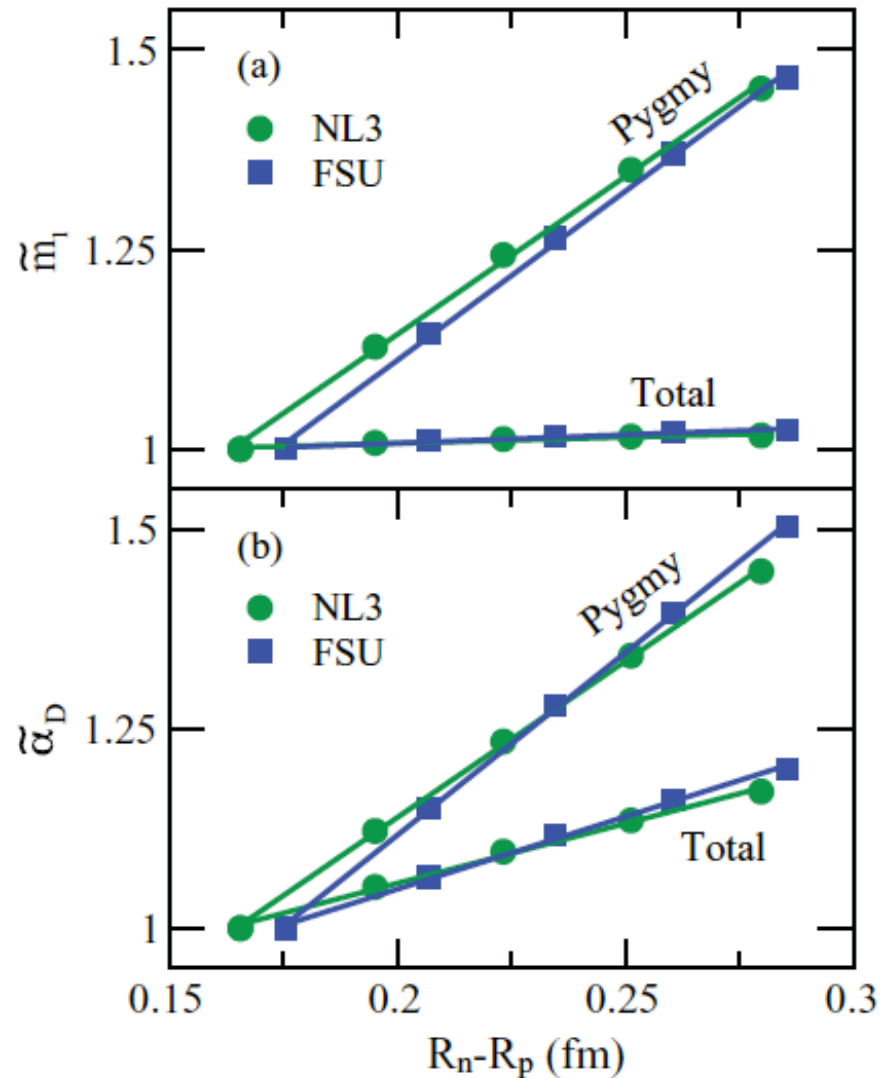 1.5
(a)
Pygmy
NL3
FSU
m̃₁
1.25
Total
1
1.5
(b)
Pygmy
NL3
FSU
α̃_D
1.25
Total
1
0.15 0.2 0.25 0.3
Rₙ-Rₚ (fm)